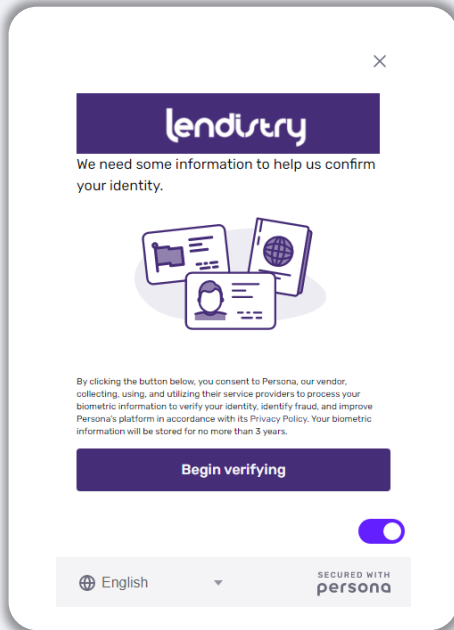 lendistry
We need some information to help us confirm
your identity.
By clicking the button below, you consent to Persona, our vendor,
collecting, using, and utilizing their service providers to process your
biometric information to verify your identity, identify fraud, and improve
Persona's platform in accordance with its Privacy Policy. Your biometric
information will be stored for no more than 3 years.
Begin verifying
English
SECURED WITH
persona